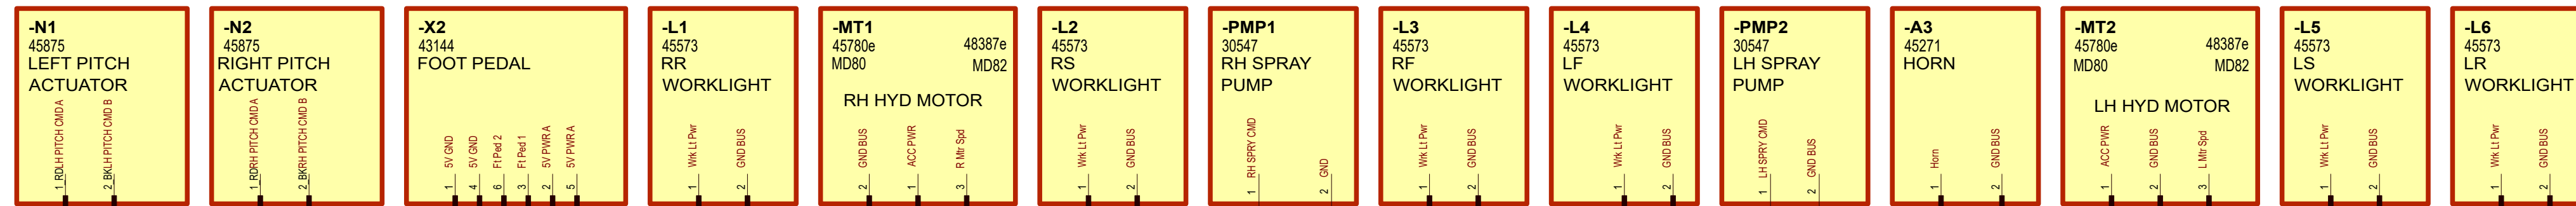 -N1
45875
LEFT PITCH
ACTUATOR
1 RD LH PITCH CMD A
2 BK LH PITCH CMD B
-N2
45875
RIGHT PITCH
ACTUATOR
1 RD RH PITCH CMD A
2 BK RH PITCH CMD B
-X2
43144
FOOT PEDAL
1 5V GND
4 5V GND
6 Ft Ped 2
3 Ft Ped 1
2 5V PWR A
5 5V PWR A
-L1
45573
RR
WORKLIGHT
1 Wrk Lt Pwr
2 GND BUS
-MT1
45780e 48387e
MD80 MD82
RH HYD MOTOR
2 GND BUS
1 ACC PWR
3 R Mtr Spd
-L2
45573
RS
WORKLIGHT
1 Wrk Lt Pwr
2 GND BUS
-PMP1
30547
RH SPRAY
PUMP
1 RH SPRY CMD
2 GND
-L3
45573
RF
WORKLIGHT
1 Wrk Lt Pwr
2 GND BUS
-L4
45573
LF
WORKLIGHT
1 Wrk Lt Pwr
2 GND BUS
-PMP2
30547
LH SPRAY
PUMP
1 LH SPRY CMD
2 GND BUS
-A3
45271
HORN
1 Horn
2 GND BUS
-MT2
45780e 48387e
MD80 MD82
LH HYD MOTOR
1 ACC PWR
2 GND BUS
3 L Mtr Spd
-L5
45573
LS
WORKLIGHT
1 Wrk Lt Pwr
2 GND BUS
-L6
45573
LR
WORKLIGHT
1 Wrk Lt Pwr
2 GND BUS